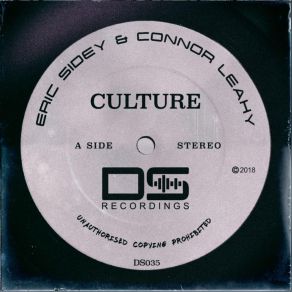 ERIC SIDEY & CONNOR LEAHY
CULTURE
A SIDE STEREO
© 2018
DS
RECORDINGS
UNAUTHORISED COPYING PROHIBITED
DS035